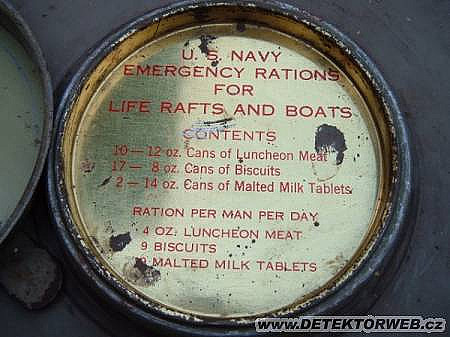 U. S. NAVY
EMERGENCY RATIONS
FOR
LIFE RAFTS AND BOATS
CONTENTS
10 — 12 oz. Cans of Luncheon Meat
17 — 8 oz. Cans of Biscuits
2 — 14 oz. Cans of Malted Milk Tablets
RATION PER MAN PER DAY
4 OZ. LUNCHEON MEAT
9 BISCUITS
MALTED MILK TABLETS
WWW.DETEKTORWEB.CZ